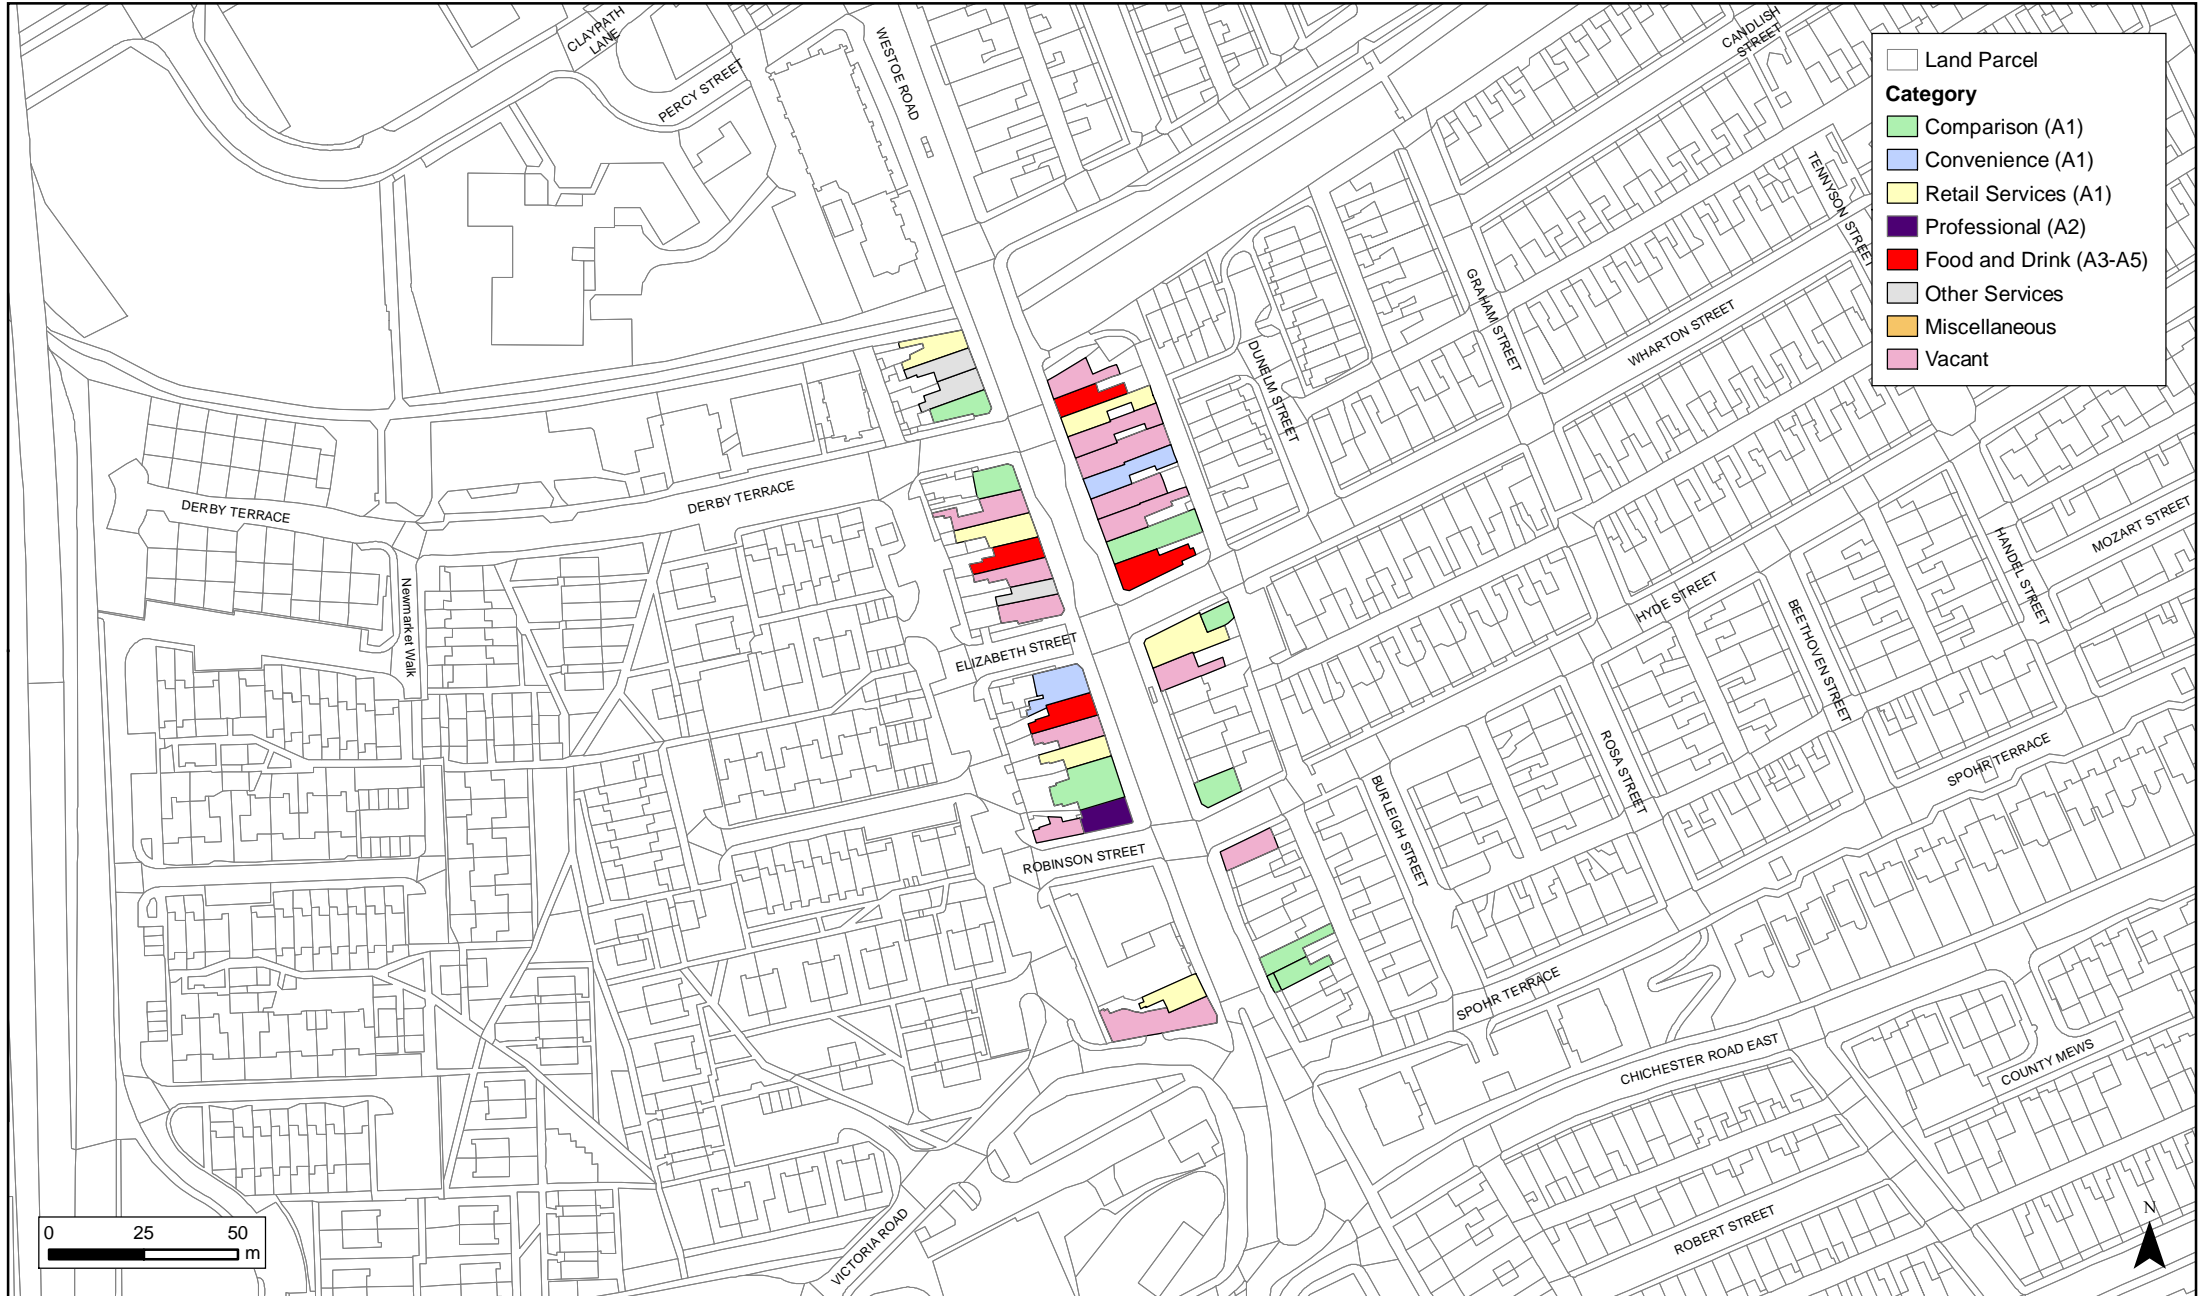 CLAYPATH
LANE
PERCY STREET
WESTOE ROAD
CANDLISH
STREET
TENNYSON STREET
GRAHAM STREET
WHARTON STREET
DUNELM STREET
DERBY TERRACE
DERBY TERRACE
Newmarket Walk
ELIZABETH STREET
HYDE STREET
BEETHOVEN STREET
HANDEL STREET
MOZART STREET
ROSA STREET
SPOHR TERRACE
BURLEIGH STREET
ROBINSON STREET
SPOHR TERRACE
CHICHESTER ROAD EAST
COUNTY MEWS
ROBERT STREET
VICTORIA ROAD
Land Parcel
Category
Comparison (A1)
Convenience (A1)
Retail Services (A1)
Professional (A2)
Food and Drink (A3-A5)
Other Services
Miscellaneous
Vacant
0 25 50
m
N